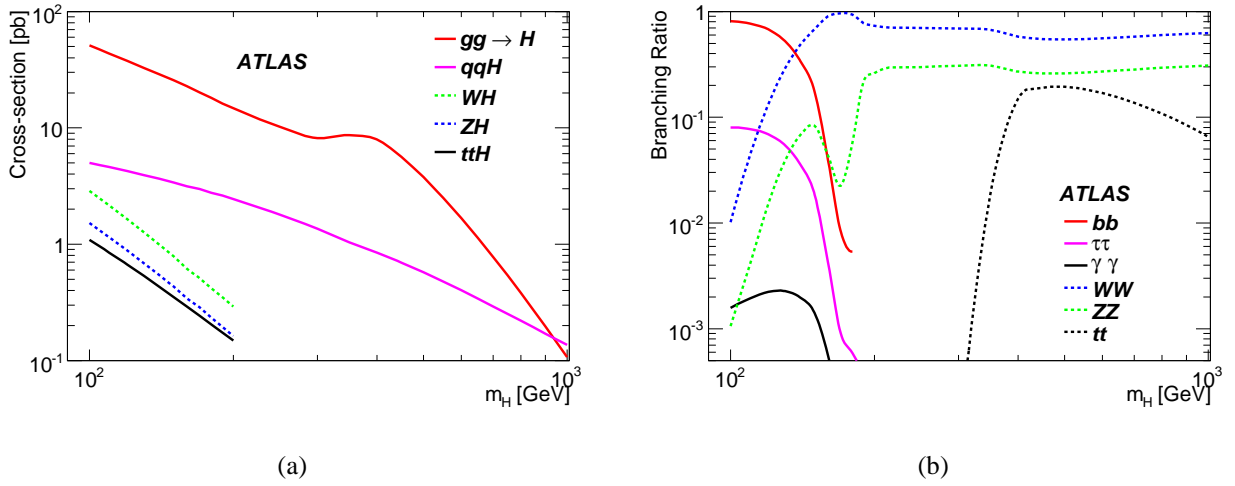 Cross-section [pb]
10²
10
1
10⁻¹
ATLAS
gg → H
qqH
WH
ZH
ttH
10²
10³
m_H [GeV]
(a)
Branching Ratio
1
10⁻¹
10⁻²
10⁻³
ATLAS
bb
ττ
γ γ
WW
ZZ
tt
10²
10³
m_H [GeV]
(b)